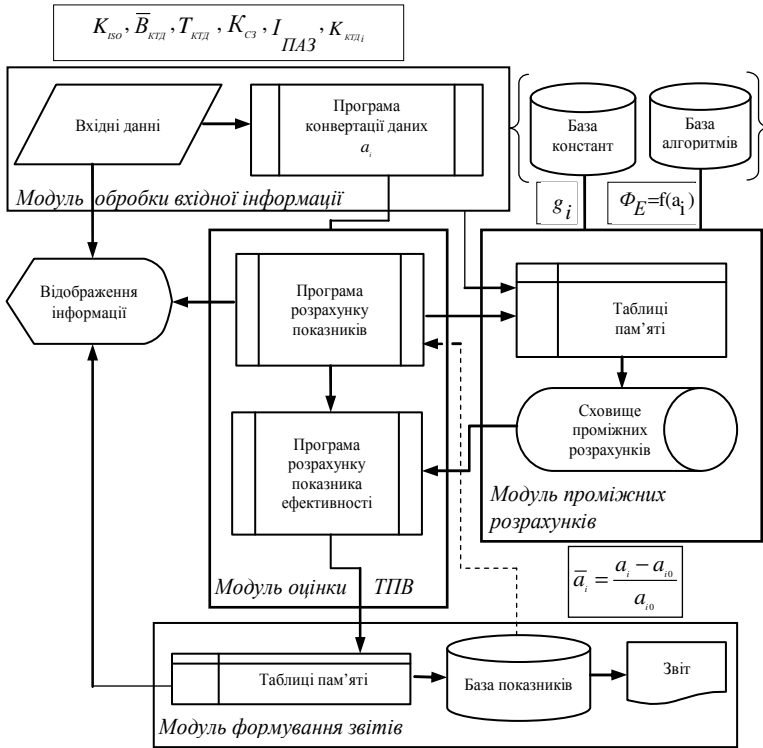 K_ISO, B̅_КТД, T_КТД, K_СЗ, I_ПАЗ, K_КТДi
Вхідні данні
Програма
конвертації даних
a_i
База
констант
База
алгоритмів
Модуль обробки вхідної інформації
g_i
Φ_E=f(a_i)
Відображення
інформації
Програма
розрахунку
показників
Таблиці
пам’яті
Програма
розрахунку
показника
ефективності
Сховище
проміжних
розрахунків
Модуль проміжних
розрахунків
Модуль оцінки ТПВ
a̅_i = (a_i − a_i0) / a_i0
Таблиці пам’яті
База показників
Звіт
Модуль формування звітів